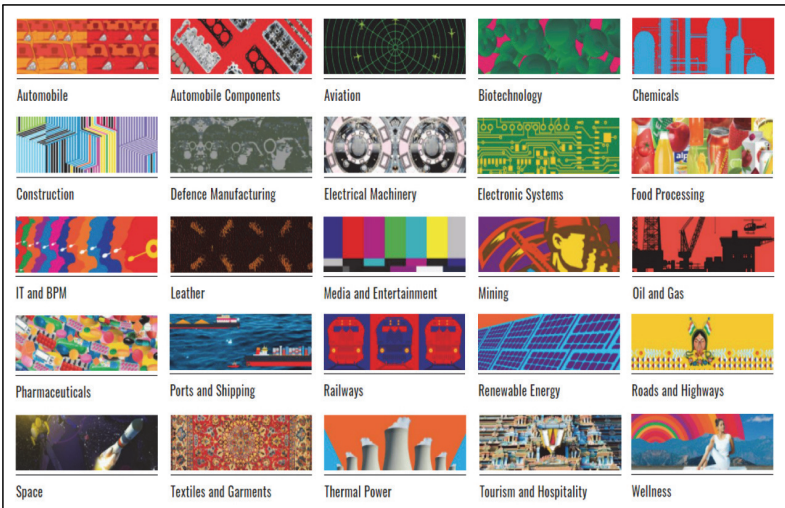 Automobile
Automobile Components
Aviation
Biotechnology
Chemicals
Construction
Defence Manufacturing
Electrical Machinery
Electronic Systems
Food Processing
IT and BPM
Leather
Media and Entertainment
Mining
Oil and Gas
Pharmaceuticals
Ports and Shipping
Railways
Renewable Energy
Roads and Highways
Space
Textiles and Garments
Thermal Power
Tourism and Hospitality
Wellness